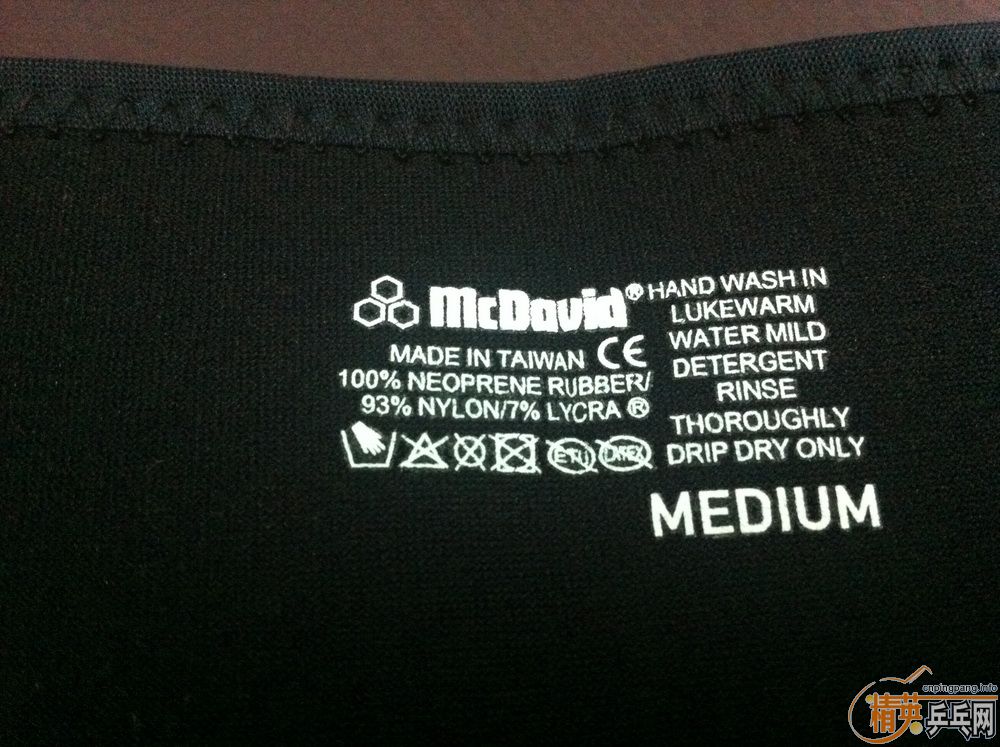 McDavid®
MADE IN TAIWAN CE
100% NEOPRENE RUBBER/
93% NYLON/7% LYCRA ®
ETU
HAND WASH IN
LUKEWARM
WATER MILD
DETERGENT
RINSE
THOROUGHLY
DRIP DRY ONLY
MEDIUM
cnpingpang.info
精英乒乓网